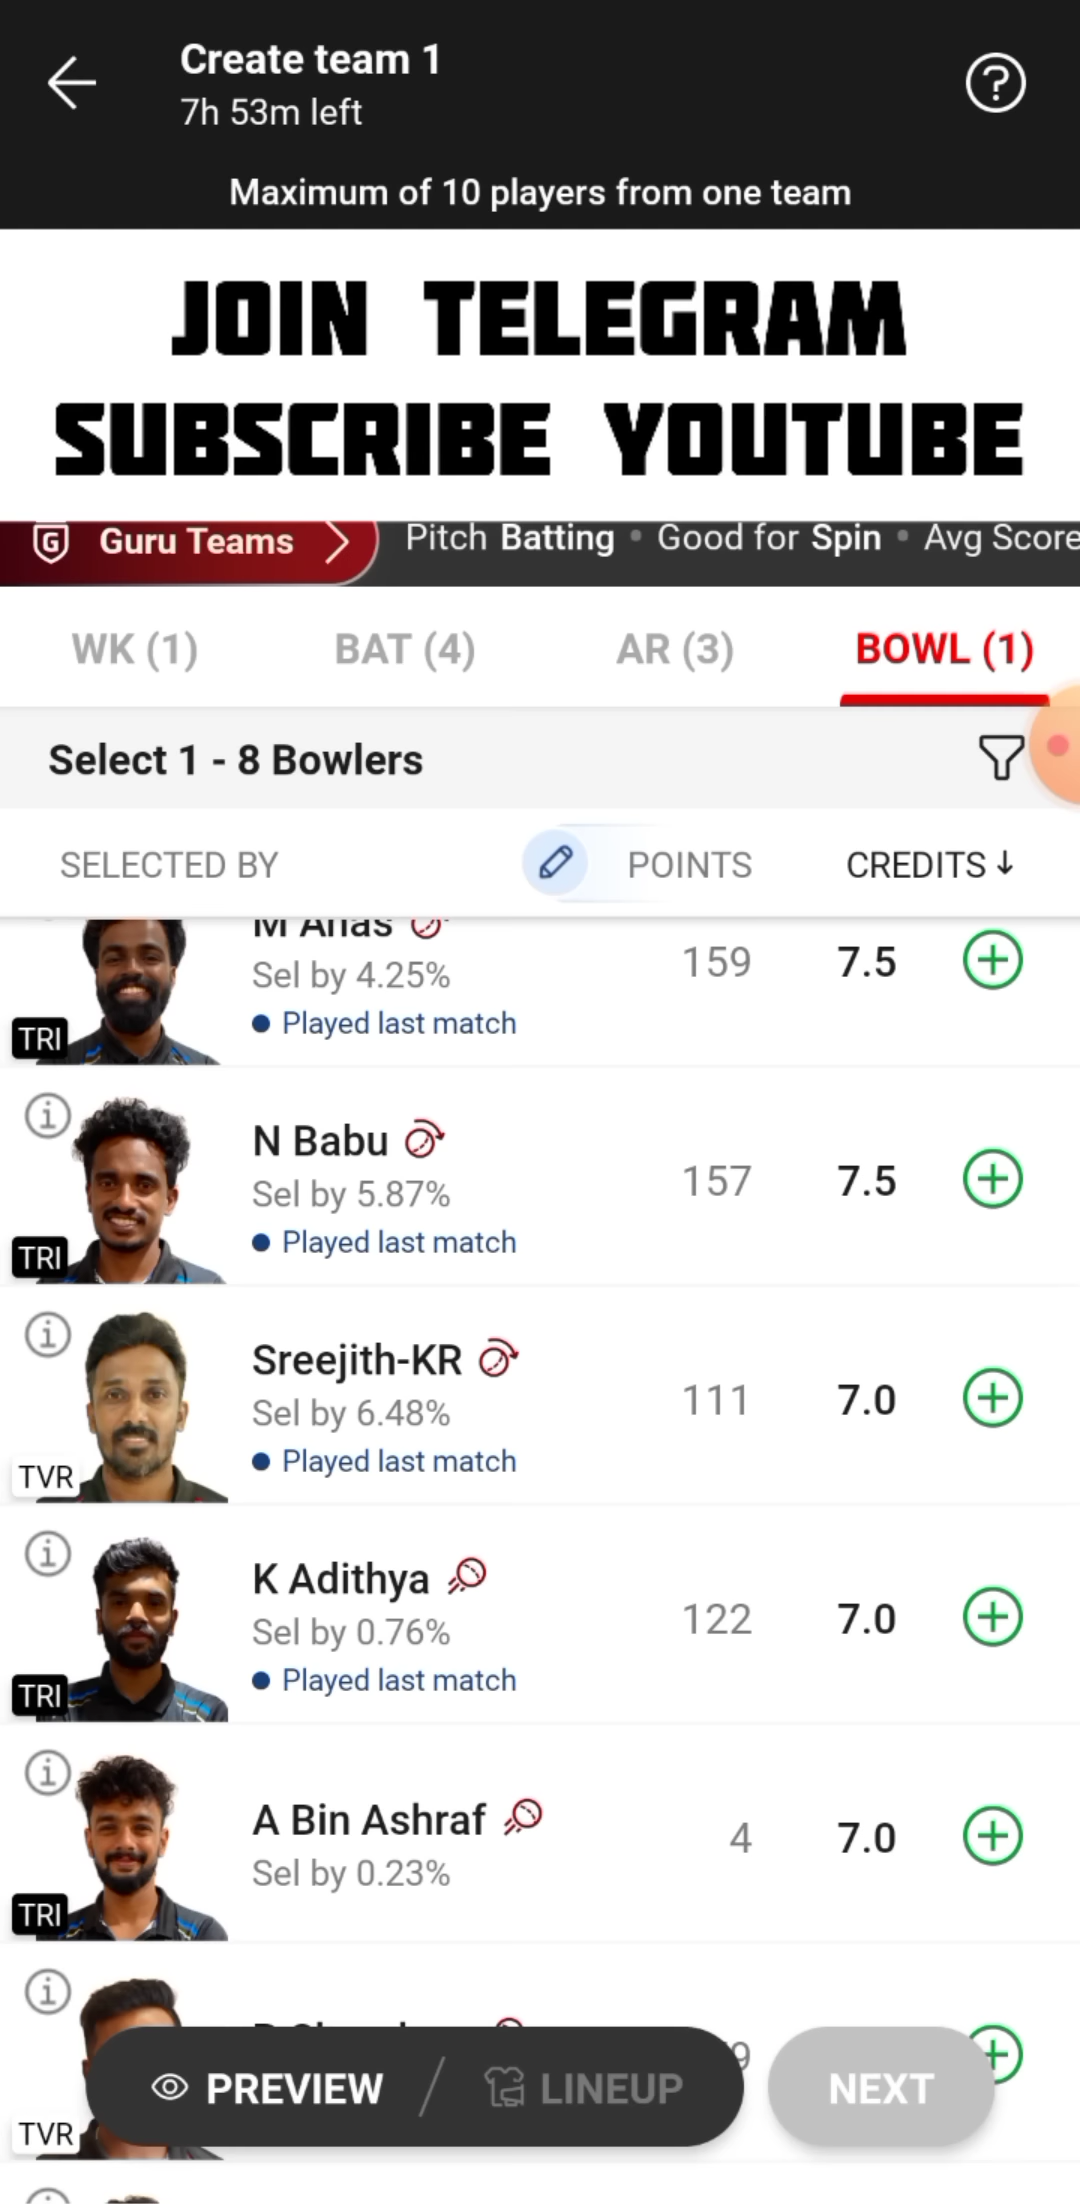 Create team 1
7h 53m left
Maximum of 10 players from one team
JOIN TELEGRAM
SUBSCRIBE YOUTUBE
G Guru Teams Pitch Batting • Good for Spin • Avg Score
WK (1) BAT (4) AR (3) BOWL (1)
Select 1 - 8 Bowlers
SELECTED BY POINTS CREDITS ↓
M Anas
Sel by 4.25% 159 7.5
TRI • Played last match
N Babu
Sel by 5.87% 157 7.5
TRI • Played last match
Sreejith-KR
Sel by 6.48% 111 7.0
TVR • Played last match
K Adithya
Sel by 0.76% 122 7.0
TRI • Played last match
A Bin Ashraf
Sel by 0.23% 4 7.0
TRI
PREVIEW / LINEUP NEXT
TVR